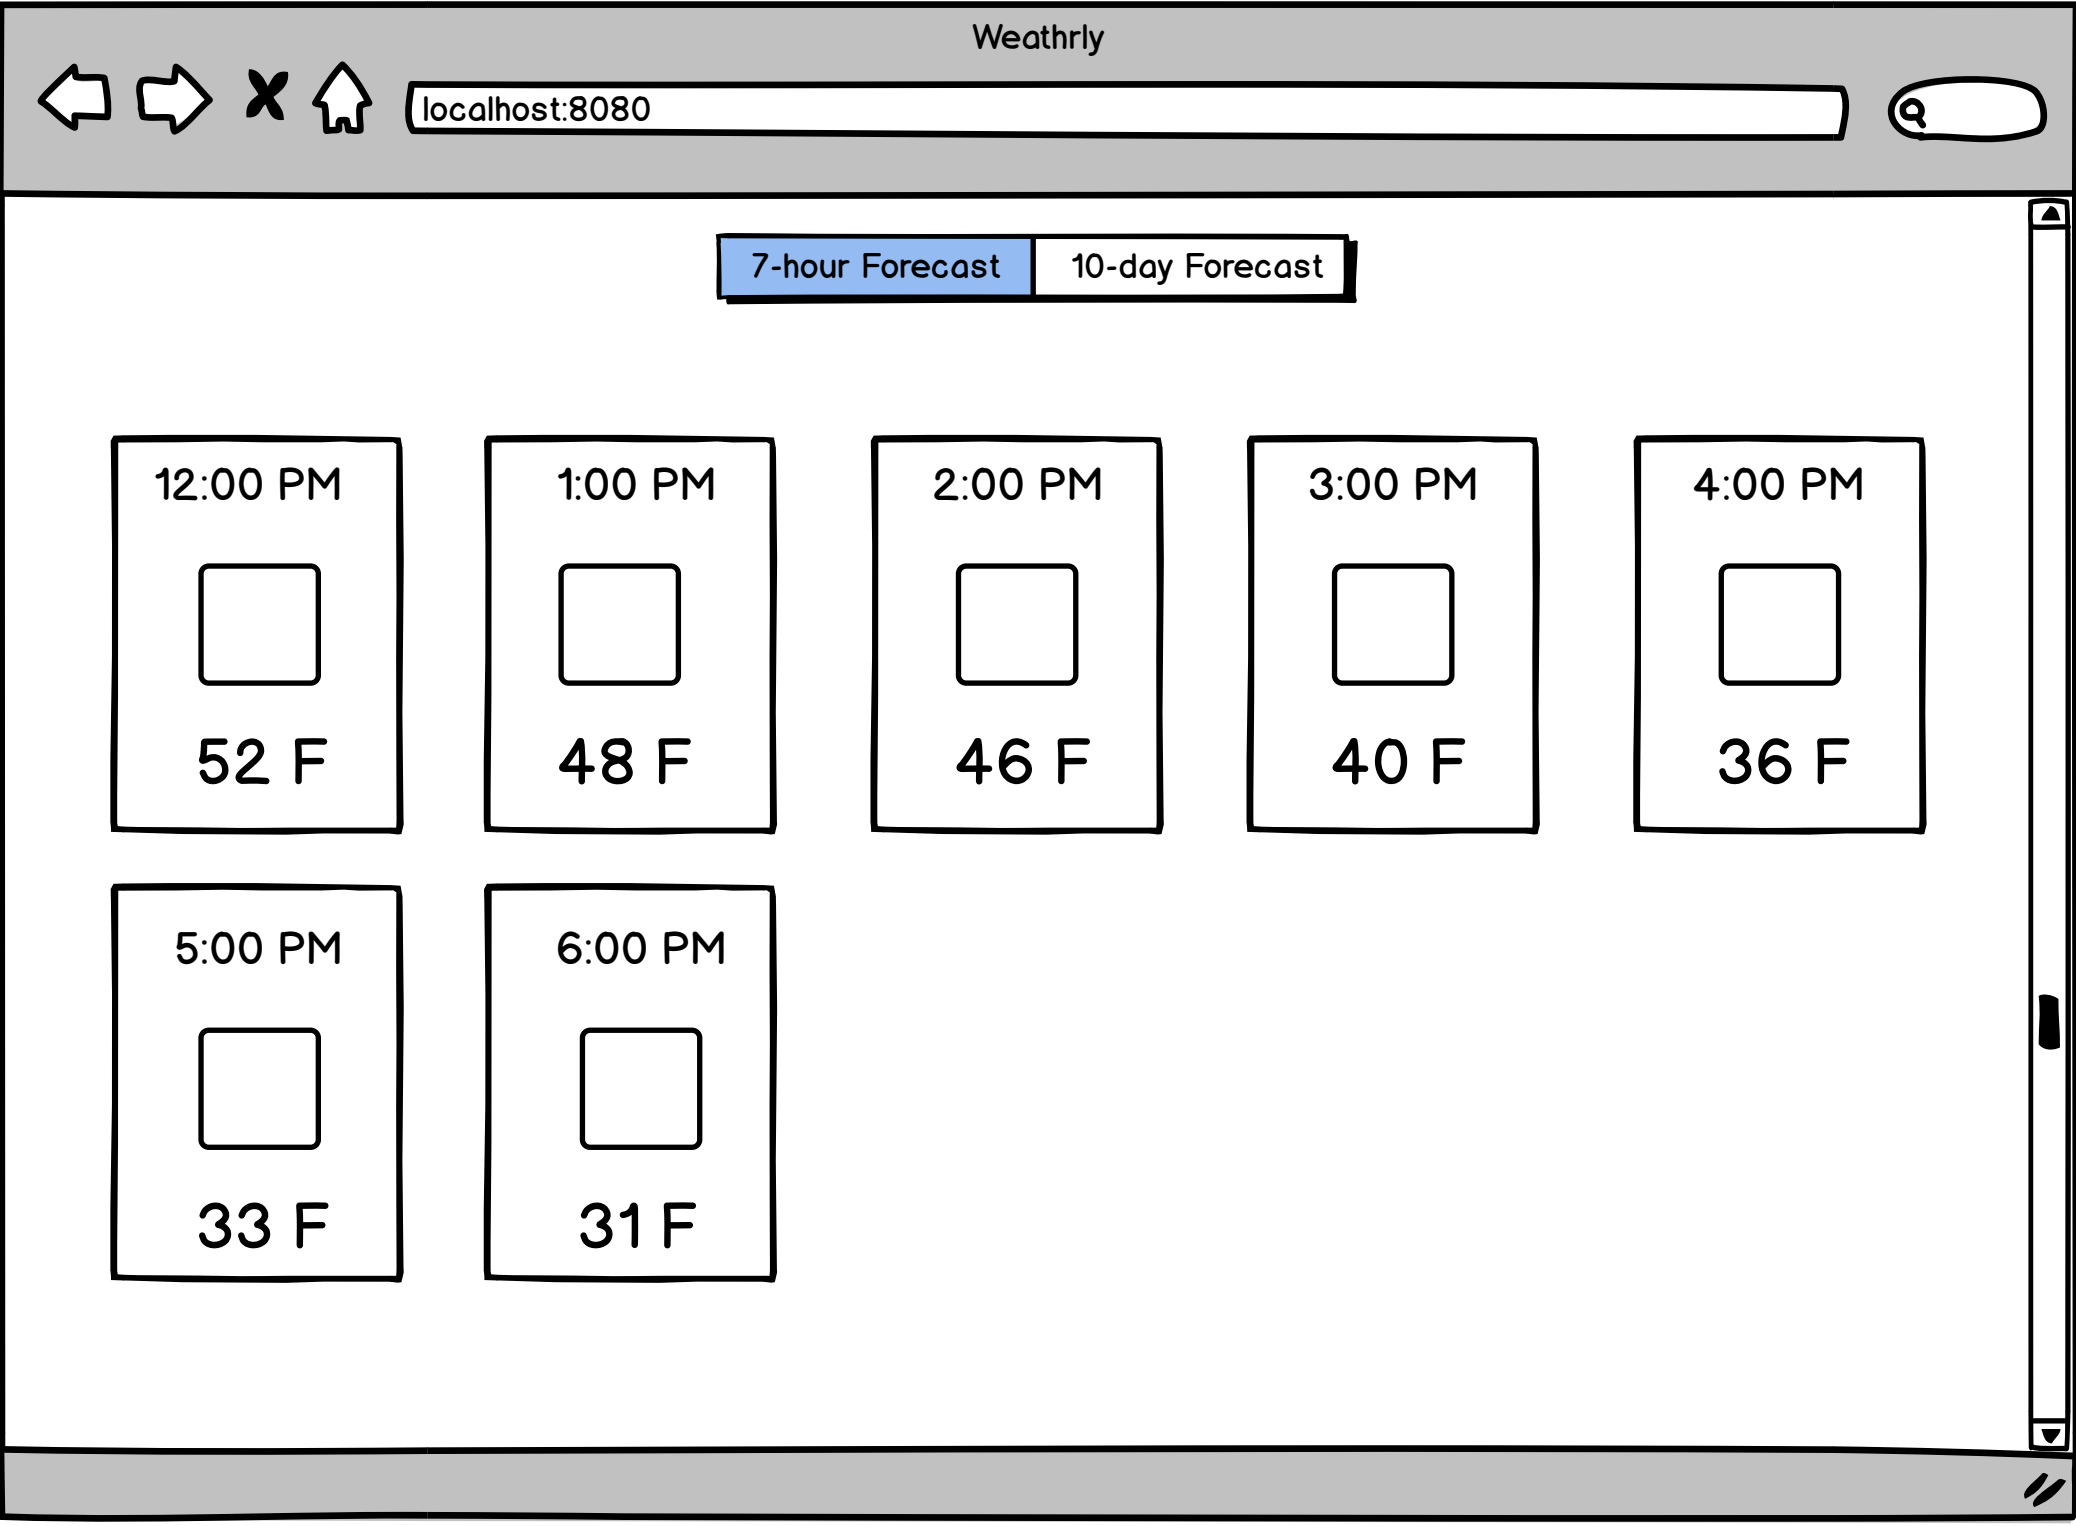 Weathrly
localhost:8080
7-hour Forecast 10-day Forecast
12:00 PM 1:00 PM 2:00 PM 3:00 PM 4:00 PM
52 F 48 F 46 F 40 F 36 F
5:00 PM 6:00 PM
33 F 31 F